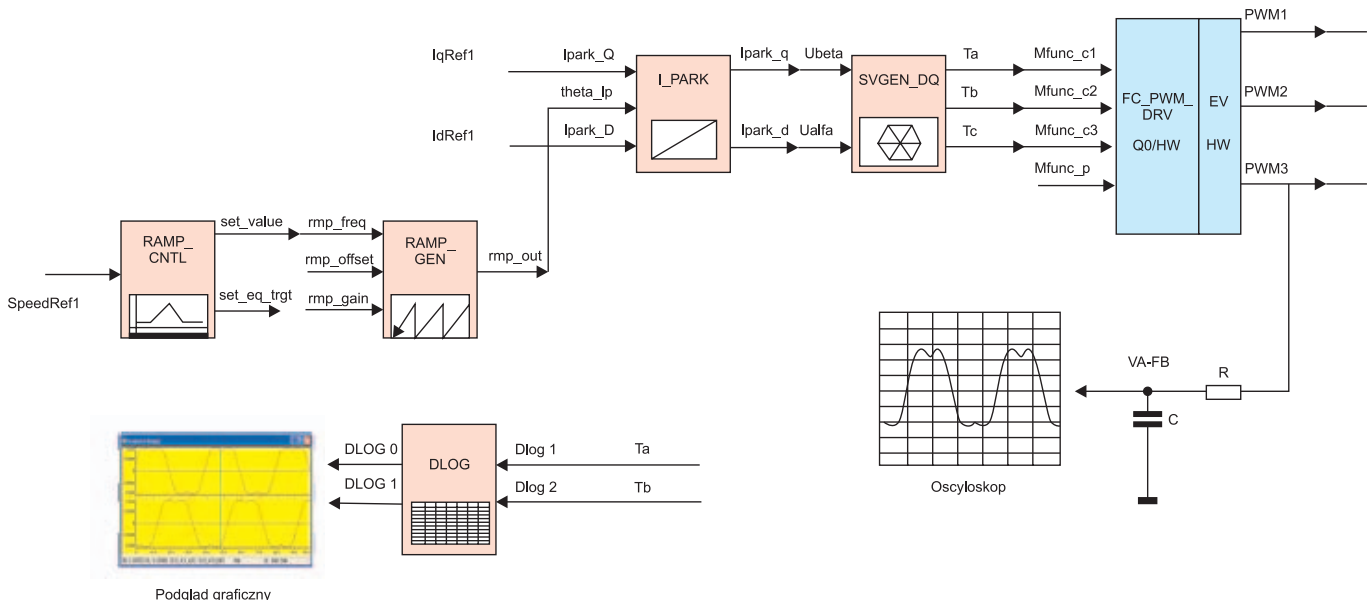 PWM1
IqRef1
Ipark_Q
I_PARK
Ipark_q
Ubeta
SVGEN_DQ
Ta
Mfunc_c1
FC_PWM_
DRV
Q0/HW
EV
HW
theta_Ip
Tb
Mfunc_c2
PWM2
IdRef1
Ipark_D
Ipark_d
Ualfa
Tc
Mfunc_c3
Mfunc_p
PWM3
RAMP_
CNTL
set_value
rmp_freq
RAMP_
GEN
rmp_offset
rmp_out
SpeedRef1
set_eq_trgt
rmp_gain
VA-FB
R
C
Oscyloskop
DLOG 0
DLOG
Dlog 1
Ta
DLOG 1
Dlog 2
Tb
Podgląd graficzny